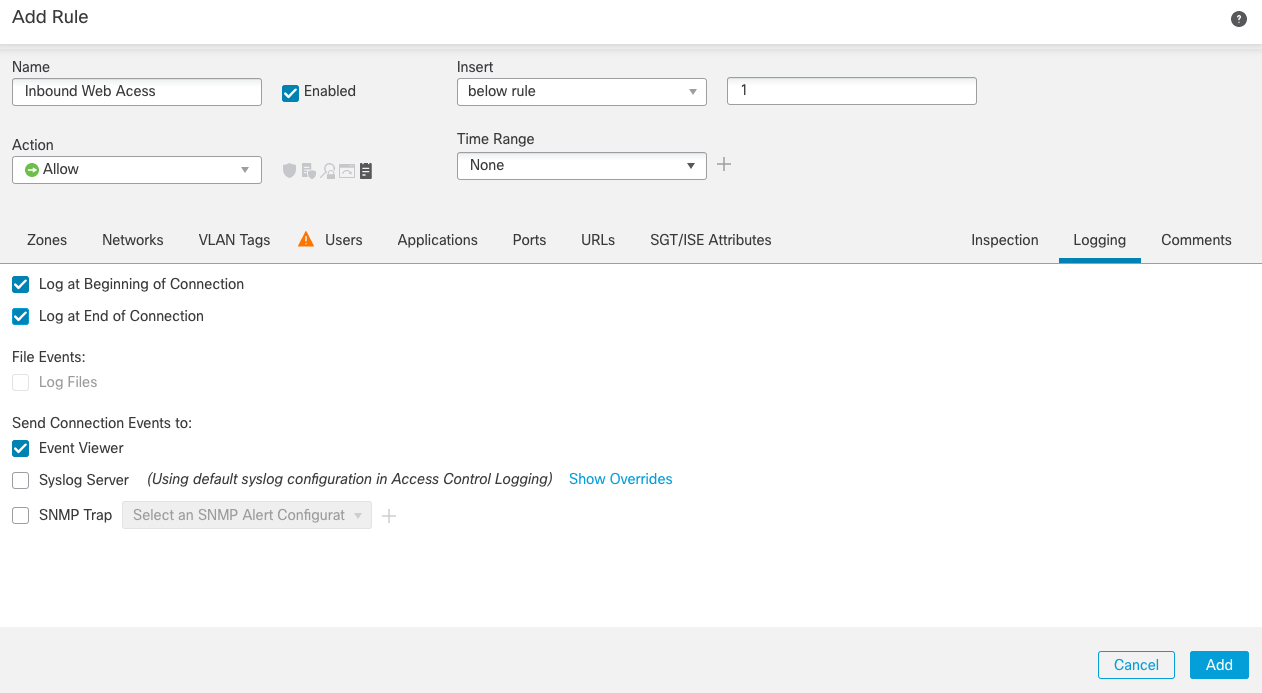 Add Rule
?
Name
Insert
Inbound Web Acess
Enabled
below rule
1
Action
Time Range
Allow
None
Zones Networks VLAN Tags Users Applications Ports URLs SGT/ISE Attributes Inspection Logging Comments
Log at Beginning of Connection
Log at End of Connection
File Events:
Log Files
Send Connection Events to:
Event Viewer
Syslog Server (Using default syslog configuration in Access Control Logging) Show Overrides
SNMP Trap Select an SNMP Alert Configurat
Cancel Add